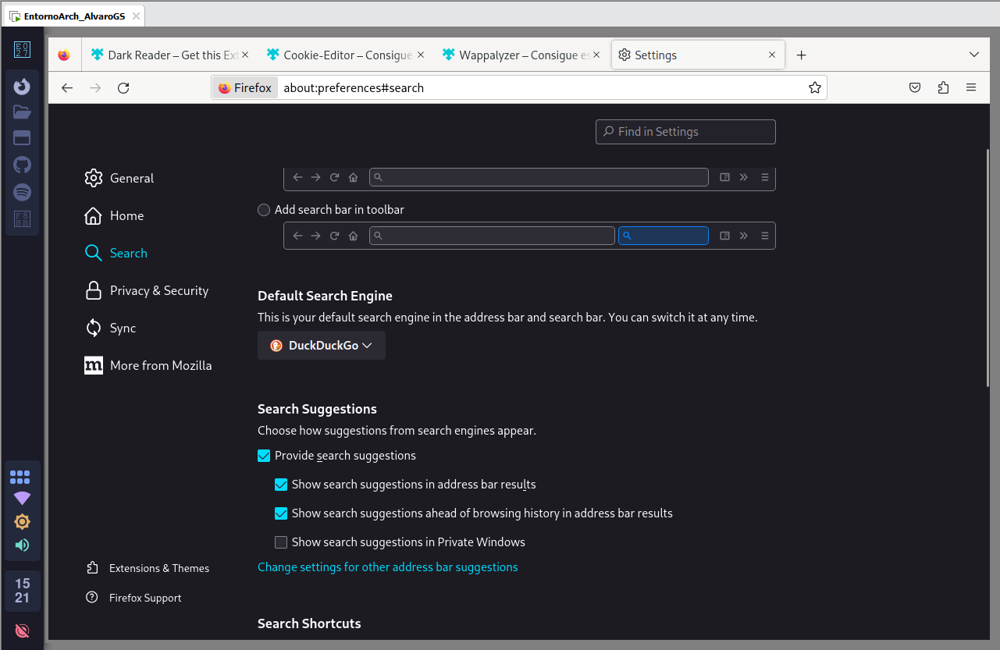 EntornoArch_AlvaroGS
Dark Reader – Get this Ext
Cookie-Editor – Consigue
Wappalyzer – Consigue es
Settings
Firefox
about:preferences#search
Find in Settings
General
Home
Search
Privacy & Security
Sync
More from Mozilla
Extensions & Themes
Firefox Support
Add search bar in toolbar
Default Search Engine
This is your default search engine in the address bar and search bar. You can switch it at any time.
DuckDuckGo
Search Suggestions
Choose how suggestions from search engines appear.
Provide search suggestions
Show search suggestions in address bar results
Show search suggestions ahead of browsing history in address bar results
Show search suggestions in Private Windows
Change settings for other address bar suggestions
Search Shortcuts
15
21